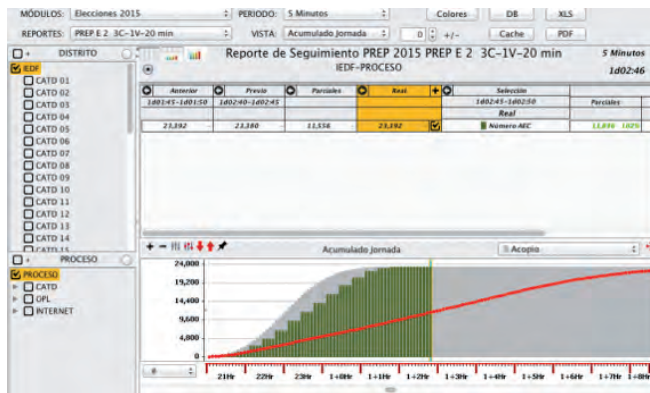 MÓDULOS: Elecciones 2015 PERIODO: 5 Minutos Colores DB XLS
REPORTES: PREP E 2 3C-1V-20 min VISTA: Acumulado Jornada 0 +/- Cache PDF
DISTRITO
IEDF
CATD 01
CATD 02
CATD 03
CATD 04
CATD 05
CATD 06
CATD 07
CATD 08
CATD 09
CATD 10
CATD 11
CATD 12
CATD 13
CATD 14
CATD 15
PROCESO
PROCESO
CATD
OPL
INTERNET
Reporte de Seguimiento PREP 2015 PREP E 2 3C-1V-20 min 5 Minutos
IEDF-PROCESO 1d02:46
Anterior Previo Parciales Real + Selección
1d01:45-1d01:50 1d02:40-1d02:45 1d02:45-1d02:50 Parciales
Real
23,392 23,380 11,556 23,392 Número AEC
+ - Acumulado Jornada Acopio
24,000
19,200
14,400
9,600
4,800
0
21Hr 22Hr 23Hr 1+0Hr 1+1Hr 1+2Hr 1+3Hr 1+4Hr 1+5Hr 1+6Hr 1+7Hr 1+8Hr